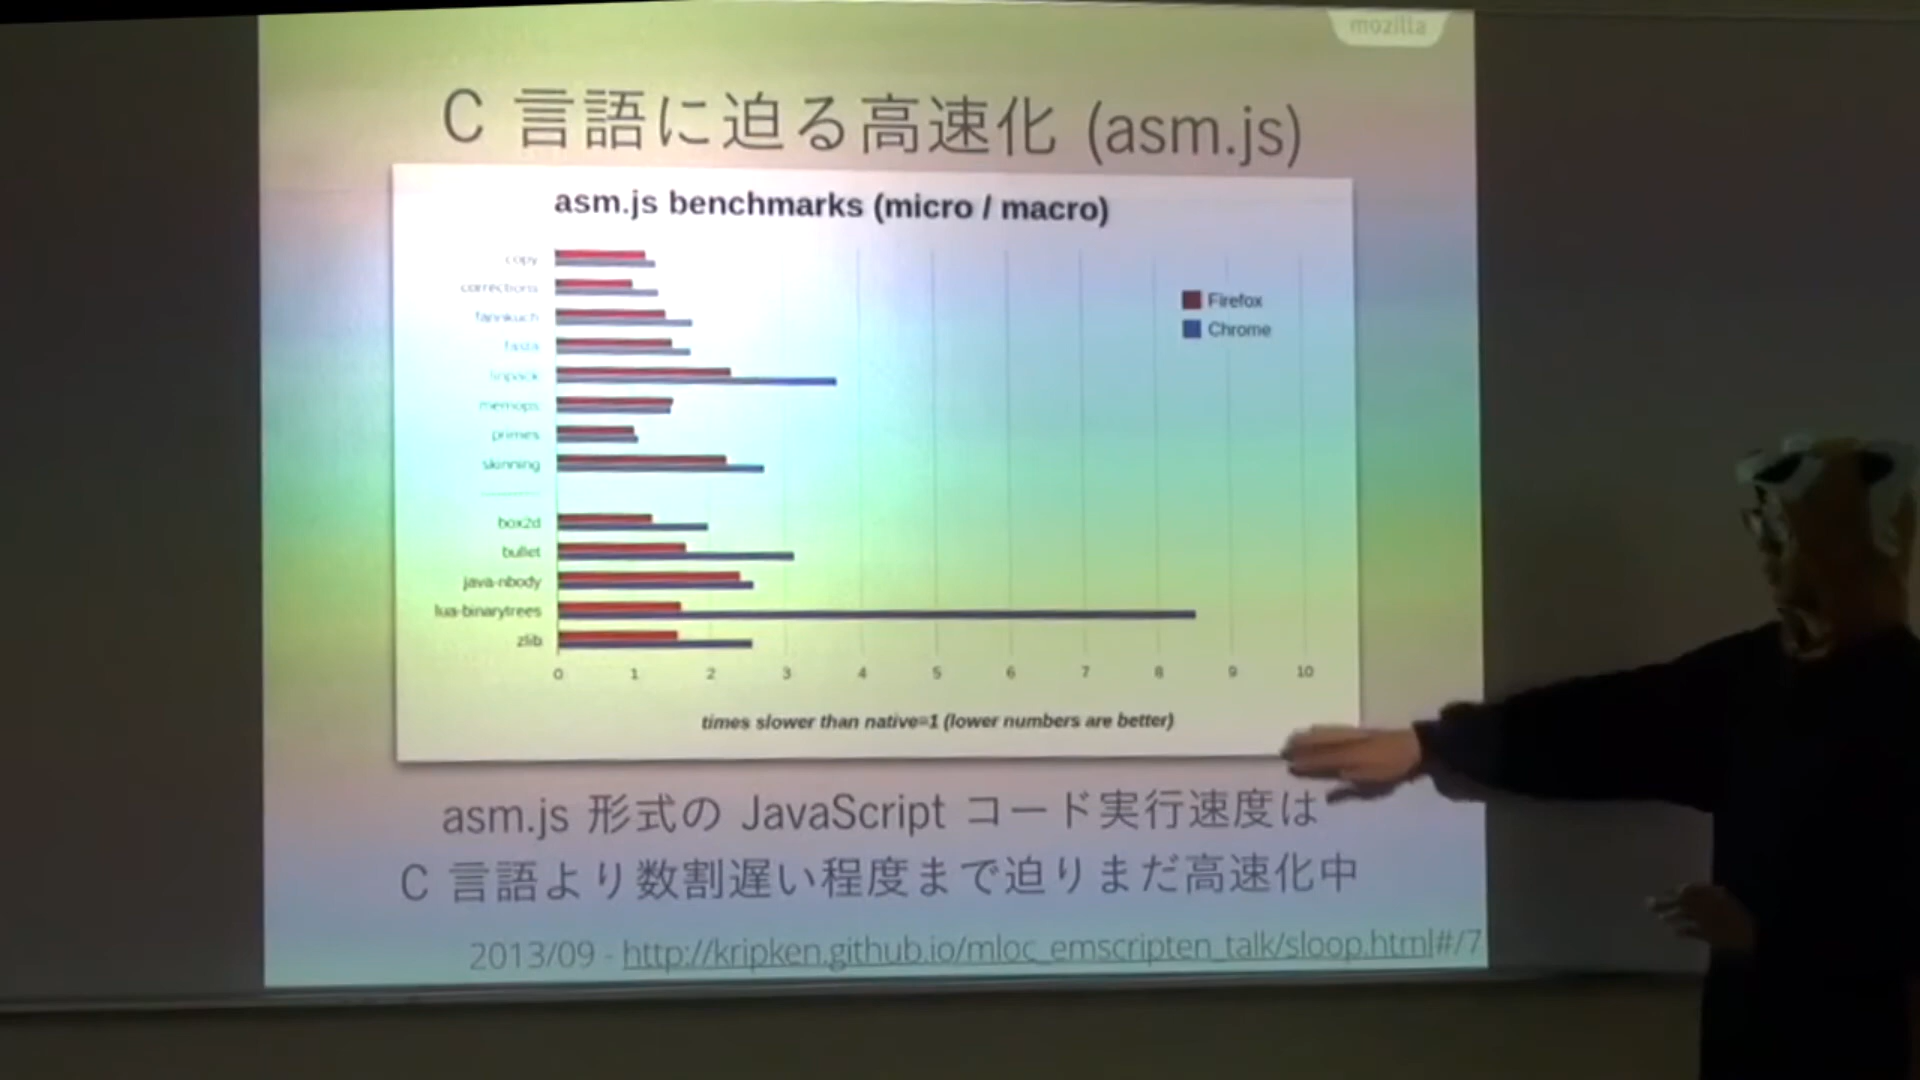 mozilla
C 言語に迫る高速化 (asm.js)
asm.js benchmarks (micro / macro)
copy
corrections
fannkuch
fasta
linpack
memops
primes
skinning
box2d
bullet
java-nbody
lua-binarytrees
zlib
Firefox
Chrome
0 1 2 3 4 5 6 7 8 9 10
times slower than native=1 (lower numbers are better)
asm.js 形式の JavaScript コード実行速度は
C 言語より数割遅い程度まで迫りまだ高速化中
2013/09 - http://kripken.github.io/mloc_emscripten_talk/sloop.html#/7